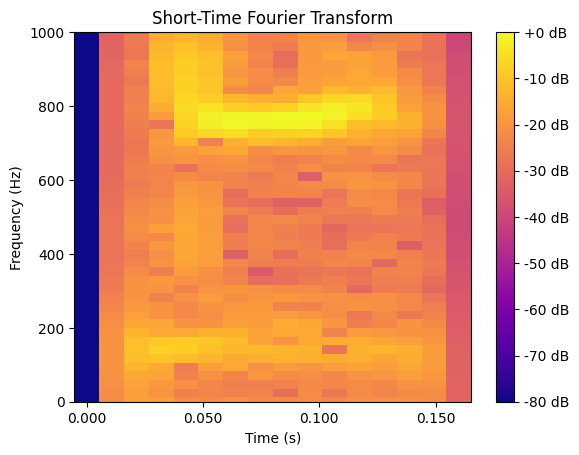 Short-Time Fourier Transform
1000
800
600
400
200
0
Frequency (Hz)
0.000
0.050
0.100
0.150
Time (s)
+0 dB
-10 dB
-20 dB
-30 dB
-40 dB
-50 dB
-60 dB
-70 dB
-80 dB